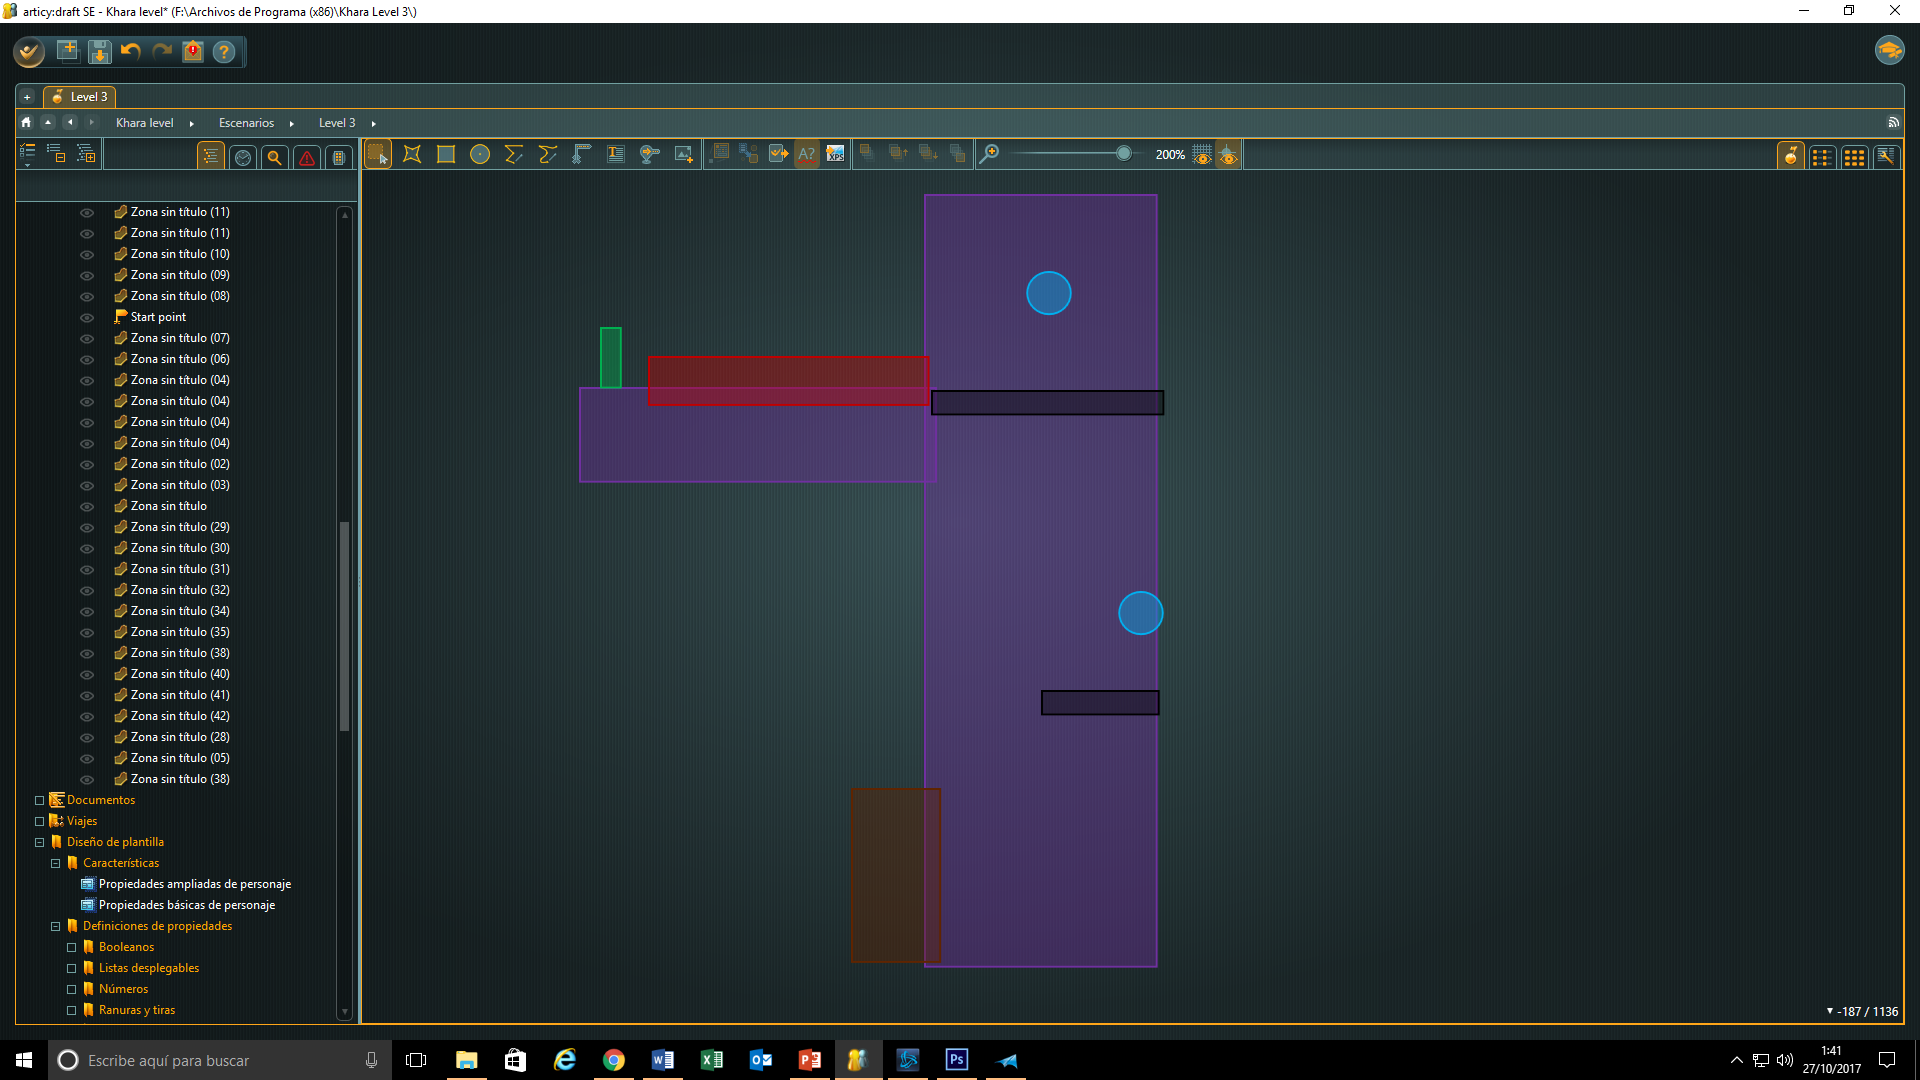 articy:draft SE - Khara level* (F:\Archivos de Programa (x86)\Khara Level 3\)
Level 3
Khara level
Escenarios
Level 3
A?
XPS
200%
Zona sin título (11)
Zona sin título (11)
Zona sin título (10)
Zona sin título (09)
Zona sin título (08)
Start point
Zona sin título (07)
Zona sin título (06)
Zona sin título (04)
Zona sin título (04)
Zona sin título (04)
Zona sin título (04)
Zona sin título (02)
Zona sin título (03)
Zona sin título
Zona sin título (29)
Zona sin título (30)
Zona sin título (31)
Zona sin título (32)
Zona sin título (34)
Zona sin título (35)
Zona sin título (38)
Zona sin título (40)
Zona sin título (41)
Zona sin título (42)
Zona sin título (28)
Zona sin título (05)
Zona sin título (38)
Documentos
Viajes
Diseño de plantilla
Características
Propiedades ampliadas de personaje
Propiedades básicas de personaje
Definiciones de propiedades
Booleanos
Listas desplegables
Números
Ranuras y tiras
-187 / 1136
Escribe aquí para buscar
Ps
1:41
27/10/2017